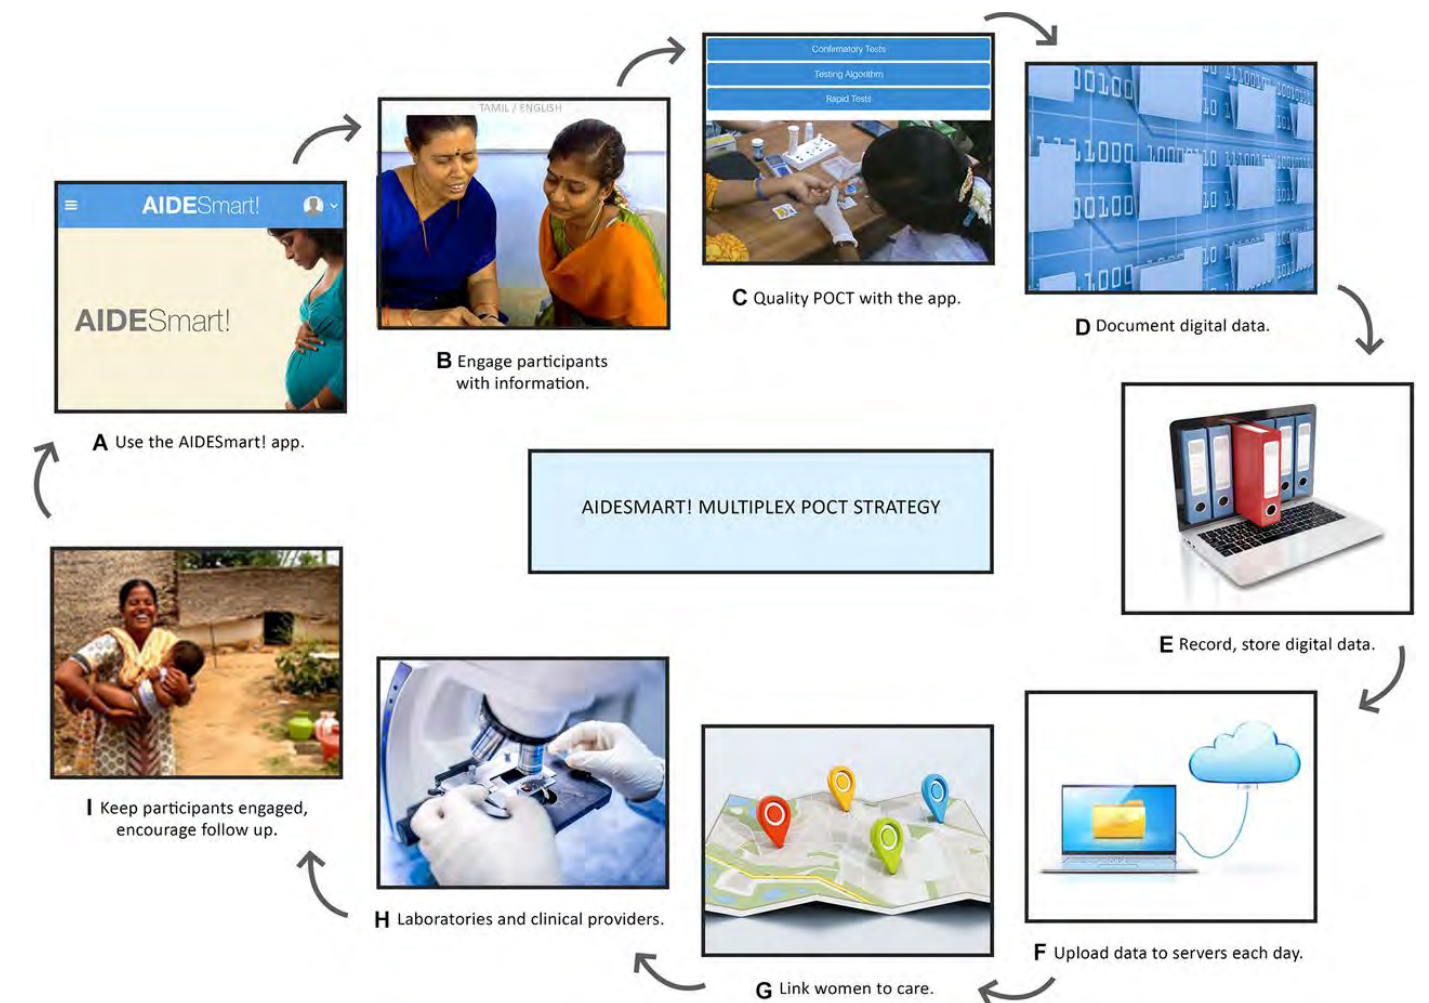 AIDESmart!
AIDESmart!
A Use the AIDESmart! app.
TAMIL / ENGLISH
B Engage participants
with information.
Confirmatory Tests
Testing Algorithm
Rapid Tests
C Quality POCT with the app.
D Document digital data.
E Record, store digital data.
F Upload data to servers each day.
G Link women to care.
H Laboratories and clinical providers.
I Keep participants engaged,
encourage follow up.
AIDESMART! MULTIPLEX POCT STRATEGY